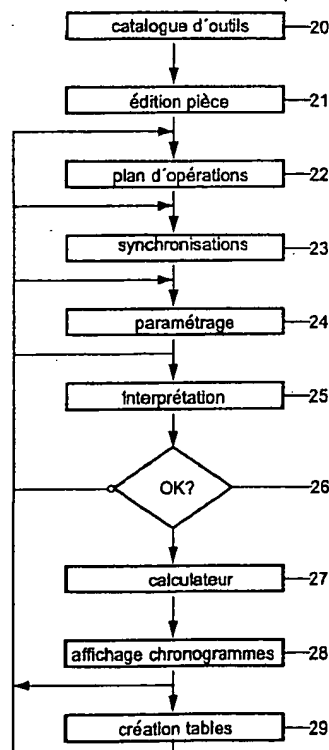 catalogue d'outils 20
édition pièce 21
plan d'opérations 22
synchronisations 23
paramétrage 24
Interprétation 25
OK? 26
calculateur 27
affichage chronogrammes 28
création tables 29